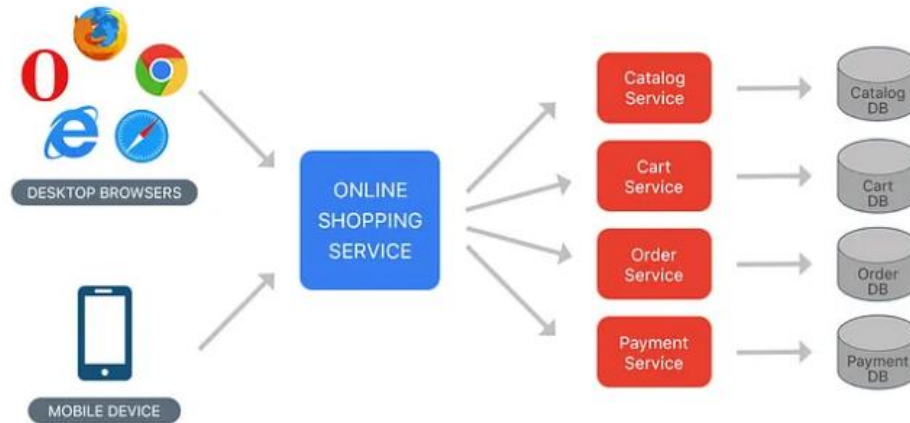 DESKTOP BROWSERS
MOBILE DEVICE
ONLINE
SHOPPING
SERVICE
Catalog
Service
Cart
Service
Order
Service
Payment
Service
Catalog
DB
Cart
DB
Order
DB
Payment
DB